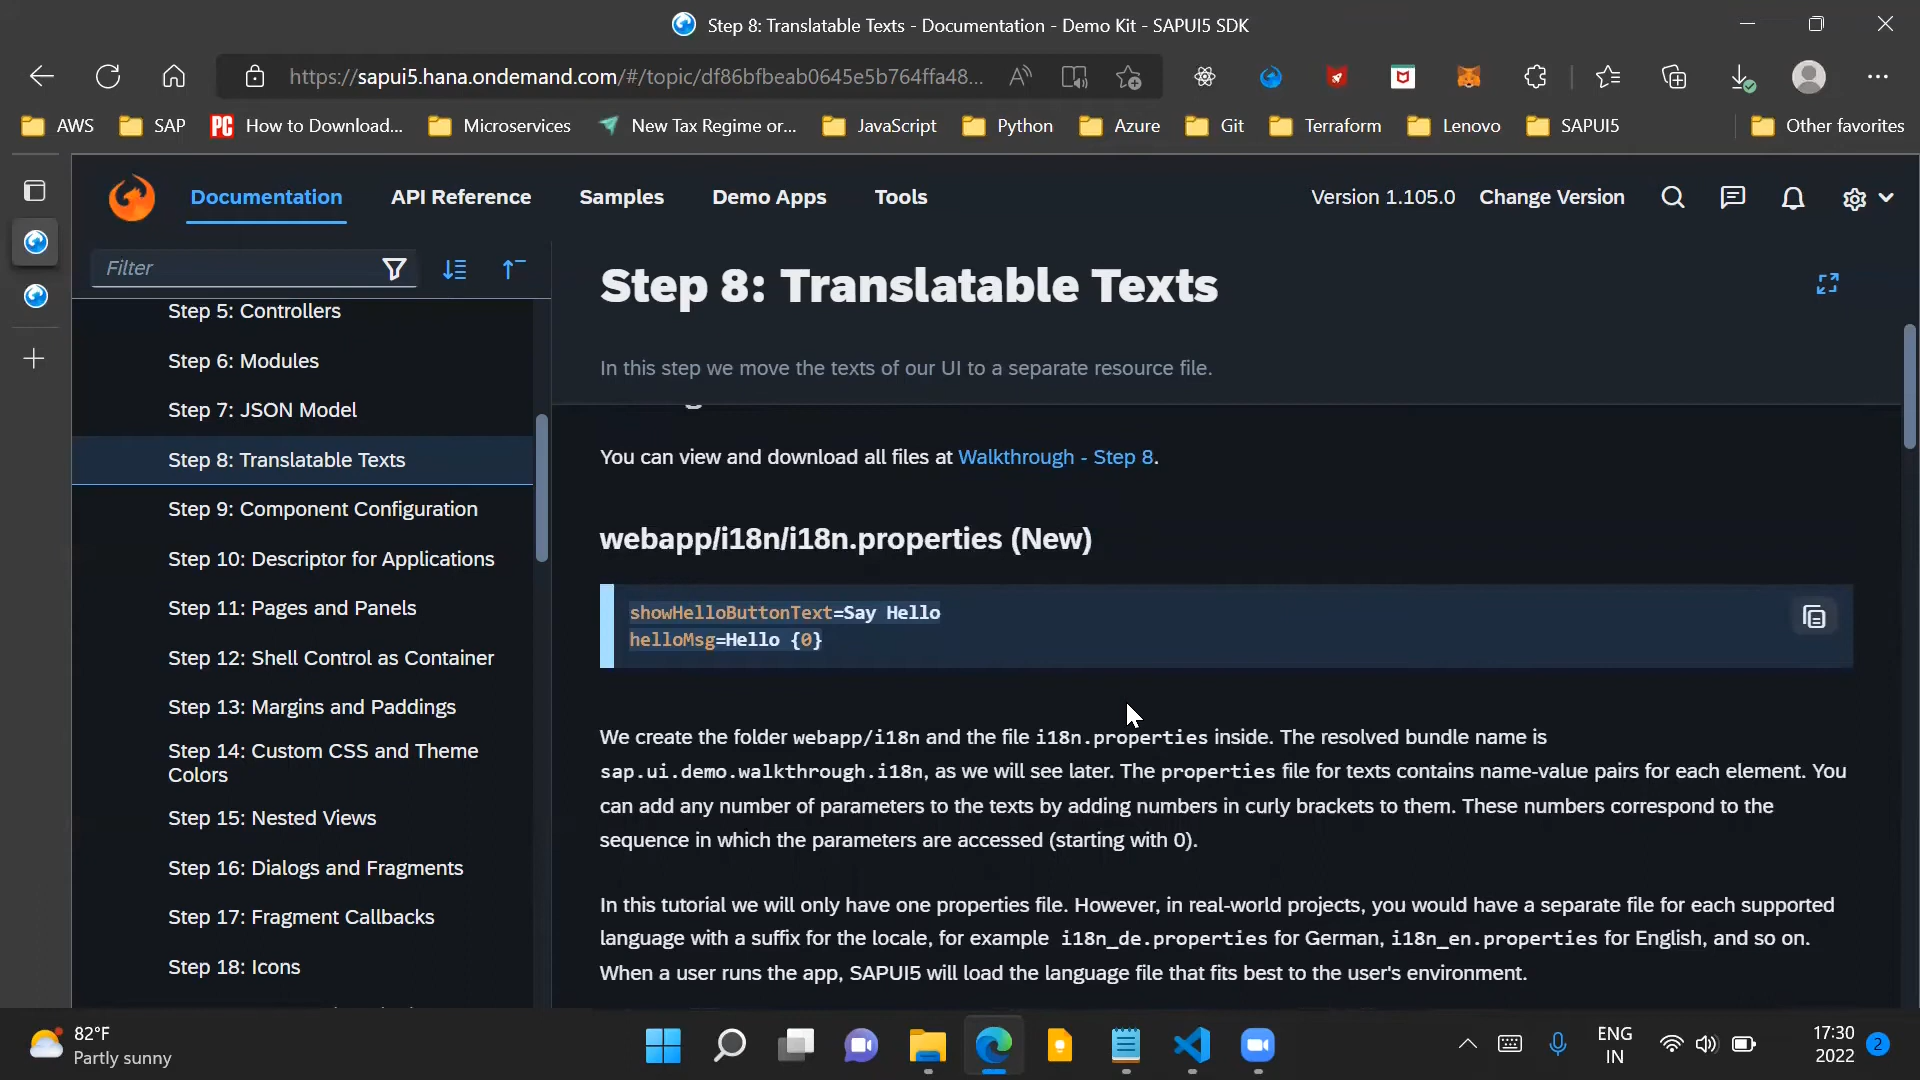 Step 8: Translatable Texts - Documentation - Demo Kit - SAPUI5 SDK
https://sapui5.hana.ondemand.com/#/topic/df86bfbeab0645e5b764ffa48...
AWS SAP How to Download... Microservices New Tax Regime or... JavaScript Python Azure Git Terraform Lenovo SAPUI5 Other favorites
Documentation API Reference Samples Demo Apps Tools Version 1.105.0 Change Version
Filter
Step 5: Controllers
Step 6: Modules
Step 7: JSON Model
Step 8: Translatable Texts
Step 9: Component Configuration
Step 10: Descriptor for Applications
Step 11: Pages and Panels
Step 12: Shell Control as Container
Step 13: Margins and Paddings
Step 14: Custom CSS and Theme
Colors
Step 15: Nested Views
Step 16: Dialogs and Fragments
Step 17: Fragment Callbacks
Step 18: Icons
Step 8: Translatable Texts
In this step we move the texts of our UI to a separate resource file.
You can view and download all files at Walkthrough - Step 8.
webapp/i18n/i18n.properties (New)
showHelloButtonText=Say Hello
helloMsg=Hello {0}
We create the folder webapp/i18n and the file i18n.properties inside. The resolved bundle name is
sap.ui.demo.walkthrough.i18n, as we will see later. The properties file for texts contains name-value pairs for each element. You
can add any number of parameters to the texts by adding numbers in curly brackets to them. These numbers correspond to the
sequence in which the parameters are accessed (starting with 0).
In this tutorial we will only have one properties file. However, in real-world projects, you would have a separate file for each supported
language with a suffix for the locale, for example i18n_de.properties for German, i18n_en.properties for English, and so on.
When a user runs the app, SAPUI5 will load the language file that fits best to the user's environment.
82°F
Partly sunny
ENG
IN
17:30
2022
2